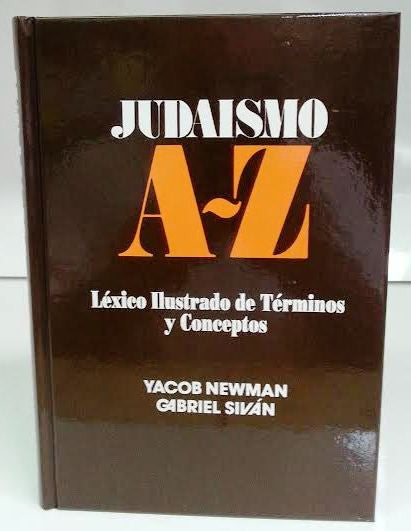 JUDAISMO
A~Z
Léxico Ilustrado de Términos
y Conceptos
YACOB NEWMAN
GABRIEL SIVÁN